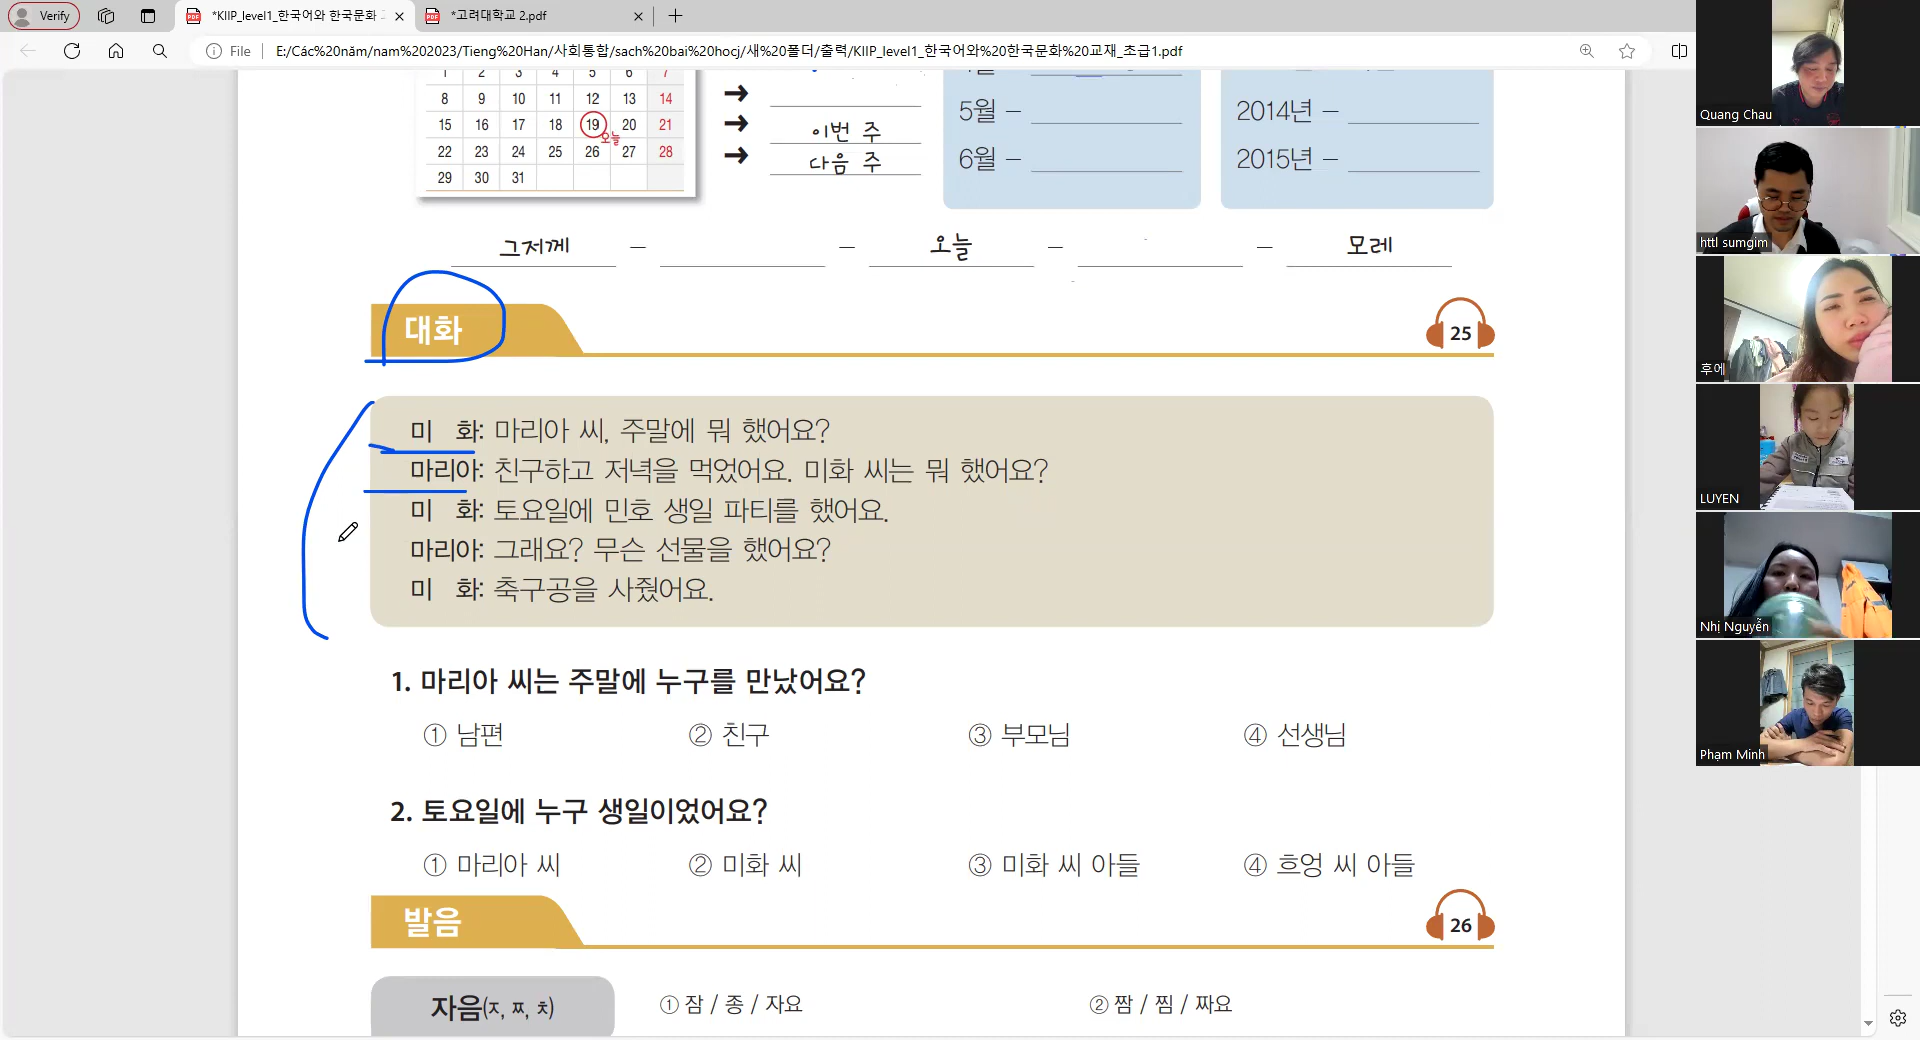 Verify
*KIIP_level1_한국어와 한국문화
*고려대학교 2.pdf
File
E:/Các%20năm/nam%202023/Tieng%20Han/사회통합/sach%20bai%20hocj/새%20폴더/출력/KIIP_level1_한국어와%20한국문화%20교재_초급1.pdf
1 2 3 4 5 6 7
8 9 10 11 12 13 14
15 16 17 18 19 20 21
오늘
22 23 24 25 26 27 28
29 30 31
이번 주
다음 주
5월 –
6월 –
2014년 –
2015년 –
그저께 – – 오늘 – – 모레
대화
25
미 화: 마리아 씨, 주말에 뭐 했어요?
마리아: 친구하고 저녁을 먹었어요. 미화 씨는 뭐 했어요?
미 화: 토요일에 민호 생일 파티를 했어요.
마리아: 그래요? 무슨 선물을 했어요?
미 화: 축구공을 사줬어요.
1. 마리아 씨는 주말에 누구를 만났어요?
① 남편 ② 친구 ③ 부모님 ④ 선생님
2. 토요일에 누구 생일이었어요?
① 마리아 씨 ② 미화 씨 ③ 미화 씨 아들 ④ 흐엉 씨 아들
발음
26
자음(ㅈ, ㅉ, ㅊ)
① 잠 / 종 / 자요
② 짬 / 찜 / 짜요
Quang Chau
httl sumgim
후에
LUYEN
Nhị Nguyễn
Phạm Minh